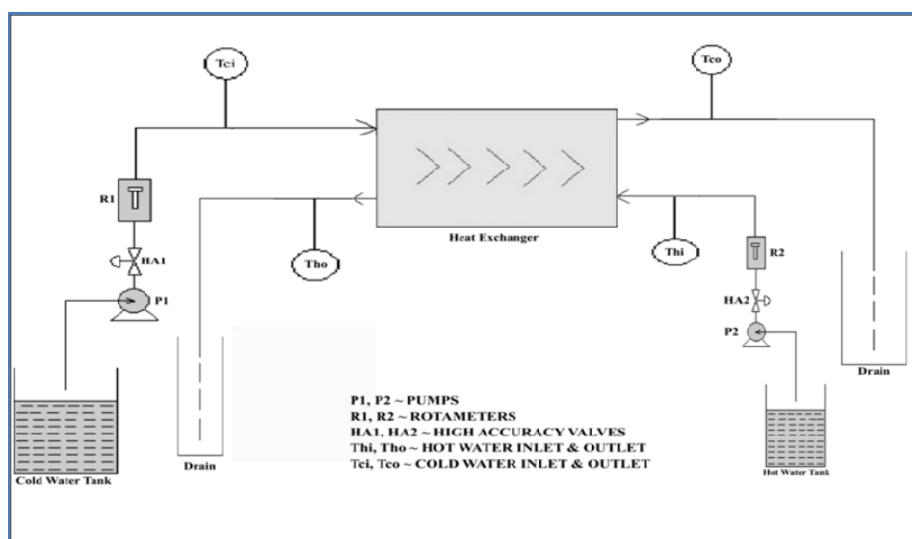 Tci
Tco
R1
HA1
P1
Tho
Heat Exchanger
Thi
R2
HA2
P2
Drain
Drain
Cold Water Tank
Hot Water Tank
P1, P2 ~ PUMPS
R1, R2 ~ ROTAMETERS
HA1, HA2 ~ HIGH ACCURACY VALVES
Thi, Tho ~ HOT WATER INLET & OUTLET
Tci, Tco ~ COLD WATER INLET & OUTLET